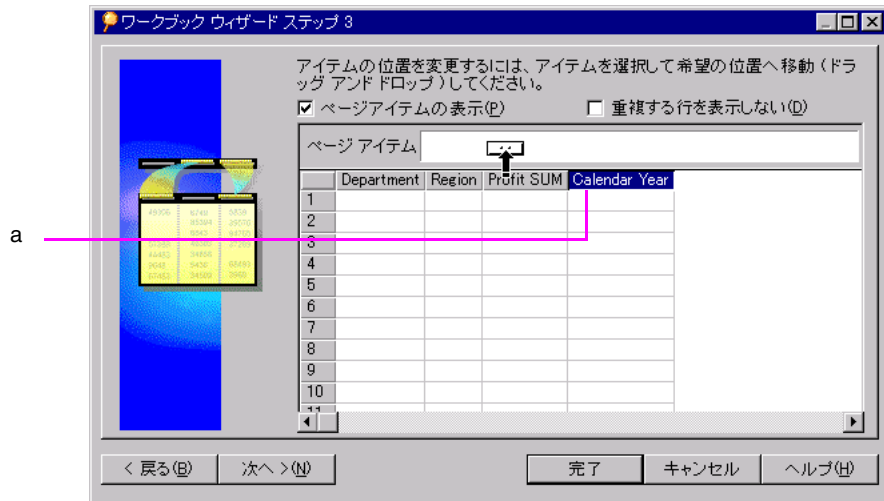 ワークブック ウィザード ステップ 3
アイテムの位置を変更するには、アイテムを選択して希望の位置へ移動（ドラ
ッグ アンド ドロップ）してください。
ページアイテムの表示(P) 重複する行を表示しない(D)
ページ アイテム
Department Region Profit SUM Calendar Year
1
2
a
3
4
5
6
7
8
9
10
11
< 戻る(B) 次へ >(N) 完了 キャンセル ヘルプ(H)